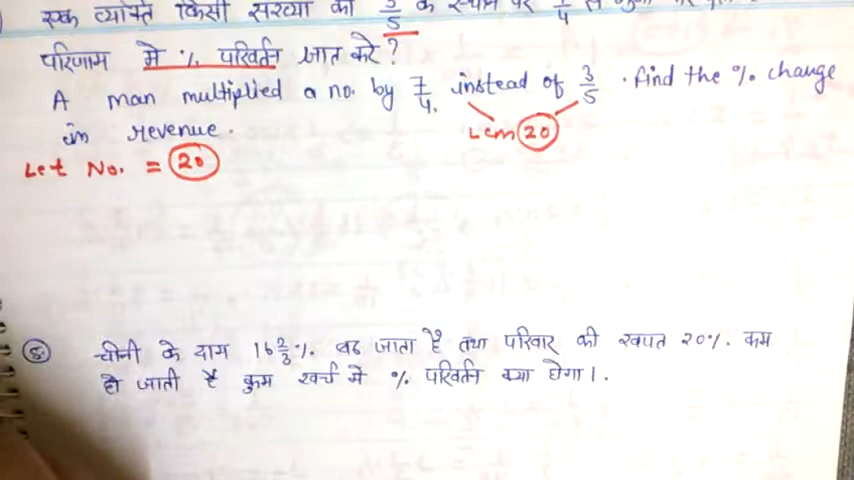 एक व्यक्ति किसी संख्या को 3/5 के स्थान पर 7/4 से
परिणाम मे % परिवर्तन ज्ञात करे ?
A man multiplied a no. by 7/4, instead of 3/5 . find the % change
in revenue.
Lcm 20
Let No. = 20
8. चीनी के दाम 16 2/3 % बढ जाता है तथा परिवार की खपत 20%. कम
हो जाती है कुल खर्च मे % परिवर्तन क्या होगा ।.